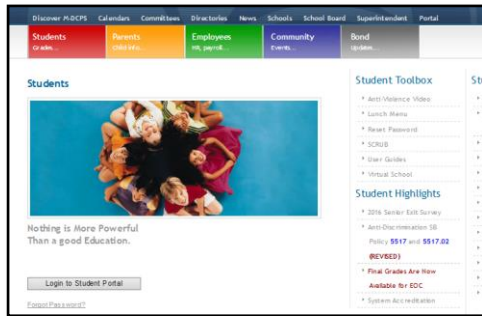 Discover M-DCPS Calendars Committees Directories News Schools School Board Superintendent Portal
Students Parents Employees Community Bond
Grades... Child info... HR, payroll... Events... Updates...
Students
Nothing is More Powerful
Than a good Education.
Login to Student Portal
Forgot Password?
Student Toolbox
Anti-Violence Video
Lunch Menu
Reset Password
SCRUB
User Guides
Virtual School
Student Highlights
2016 Senior Exit Survey
Anti-Discrimination SB
Policy 5517 and 5517.02
(REVISED)
Final Grades Are Now
Available for EOC
System Accreditation
St